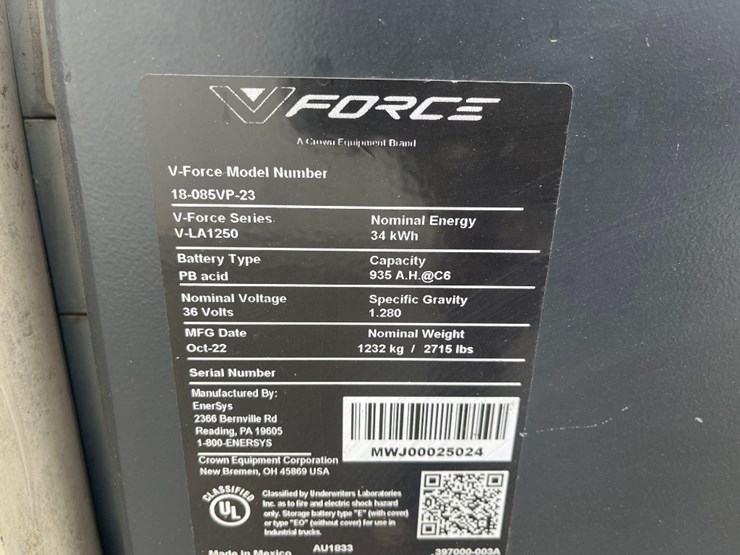 V FORCE
A Crown Equipment Brand
V-Force Model Number
18-085VP-23
V-Force Series
V-LA1250
Nominal Energy
34 kWh
Battery Type
PB acid
Capacity
935 A.H.@C6
Nominal Voltage
36 Volts
Specific Gravity
1.280
MFG Date
Oct-22
Nominal Weight
1232 kg / 2715 lbs
Serial Number
Manufactured By:
EnerSys
2366 Bernville Rd
Reading, PA 19605
1-800-ENERSYS
MWJ00025024
Crown Equipment Corporation
New Bremen, OH 45869 USA
CLASSIFIED
UL
Classified by Underwriters Laboratories
Inc. as to fire and electric shock hazard
only. Storage battery type "E" (with cover)
or type "EO" (without cover) for use in
Industrial trucks.
Made in Mexico
AU1833
397000-003A